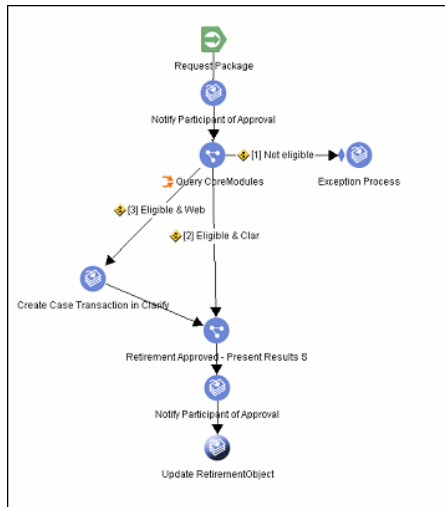 Request Package
Notify Participant of Approval
[1] Not eligible
Query CoreModules
Exception Process
[3] Eligible & Web
[2] Eligible & Clar
Create Case Transaction in Clarify
Retirement Approved - Present Results S
Notify Participant of Approval
Update RetirementObject